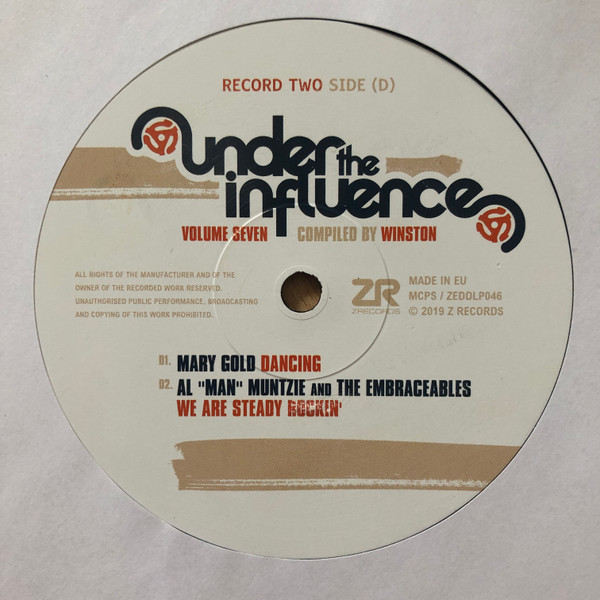 RECORD TWO SIDE (D)
under the influence
VOLUME SEVEN COMPILED BY WINSTON
ALL RIGHTS OF THE MANUFACTURER AND OF THE
OWNER OF THE RECORDED WORK RESERVED.
UNAUTHORISED PUBLIC PERFORMANCE, BROADCASTING
AND COPYING OF THIS WORK PROHIBITED.
ZR
ZRECORDS
MADE IN EU
MCPS / ZEDDLP046
© 2019 Z RECORDS
D1. MARY GOLD DANCING
D2. AL "MAN" MUNTZIE AND THE EMBRACEABLES
WE ARE STEADY ROCKIN'